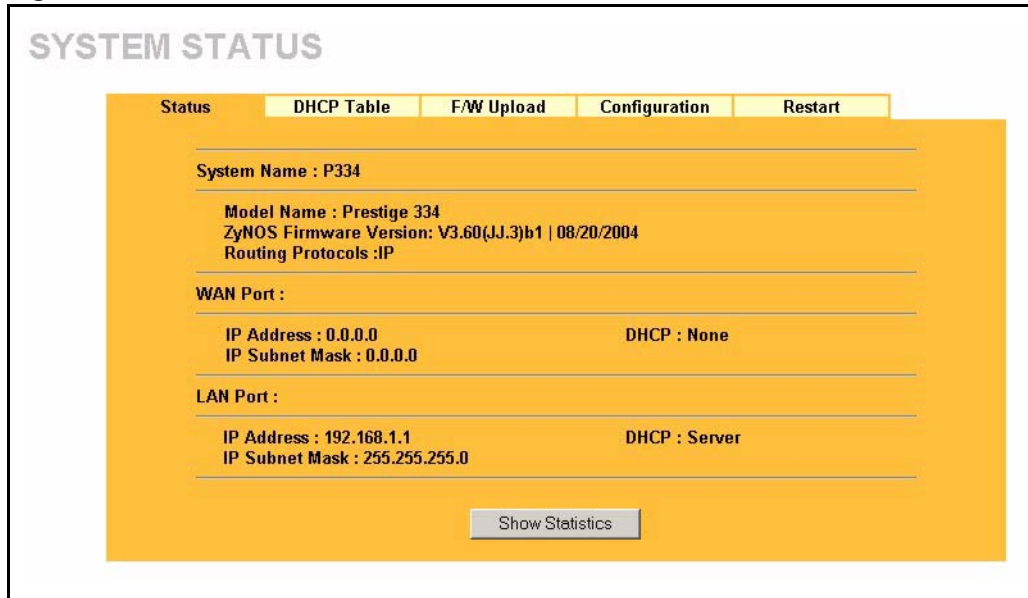 SYSTEM STATUS
Status DHCP Table F/W Upload Configuration Restart
System Name : P334
Model Name : Prestige 334
ZyNOS Firmware Version: V3.60(JJ.3)b1 | 08/20/2004
Routing Protocols :IP
WAN Port :
IP Address : 0.0.0.0 DHCP : None
IP Subnet Mask : 0.0.0.0
LAN Port :
IP Address : 192.168.1.1 DHCP : Server
IP Subnet Mask : 255.255.255.0
Show Statistics